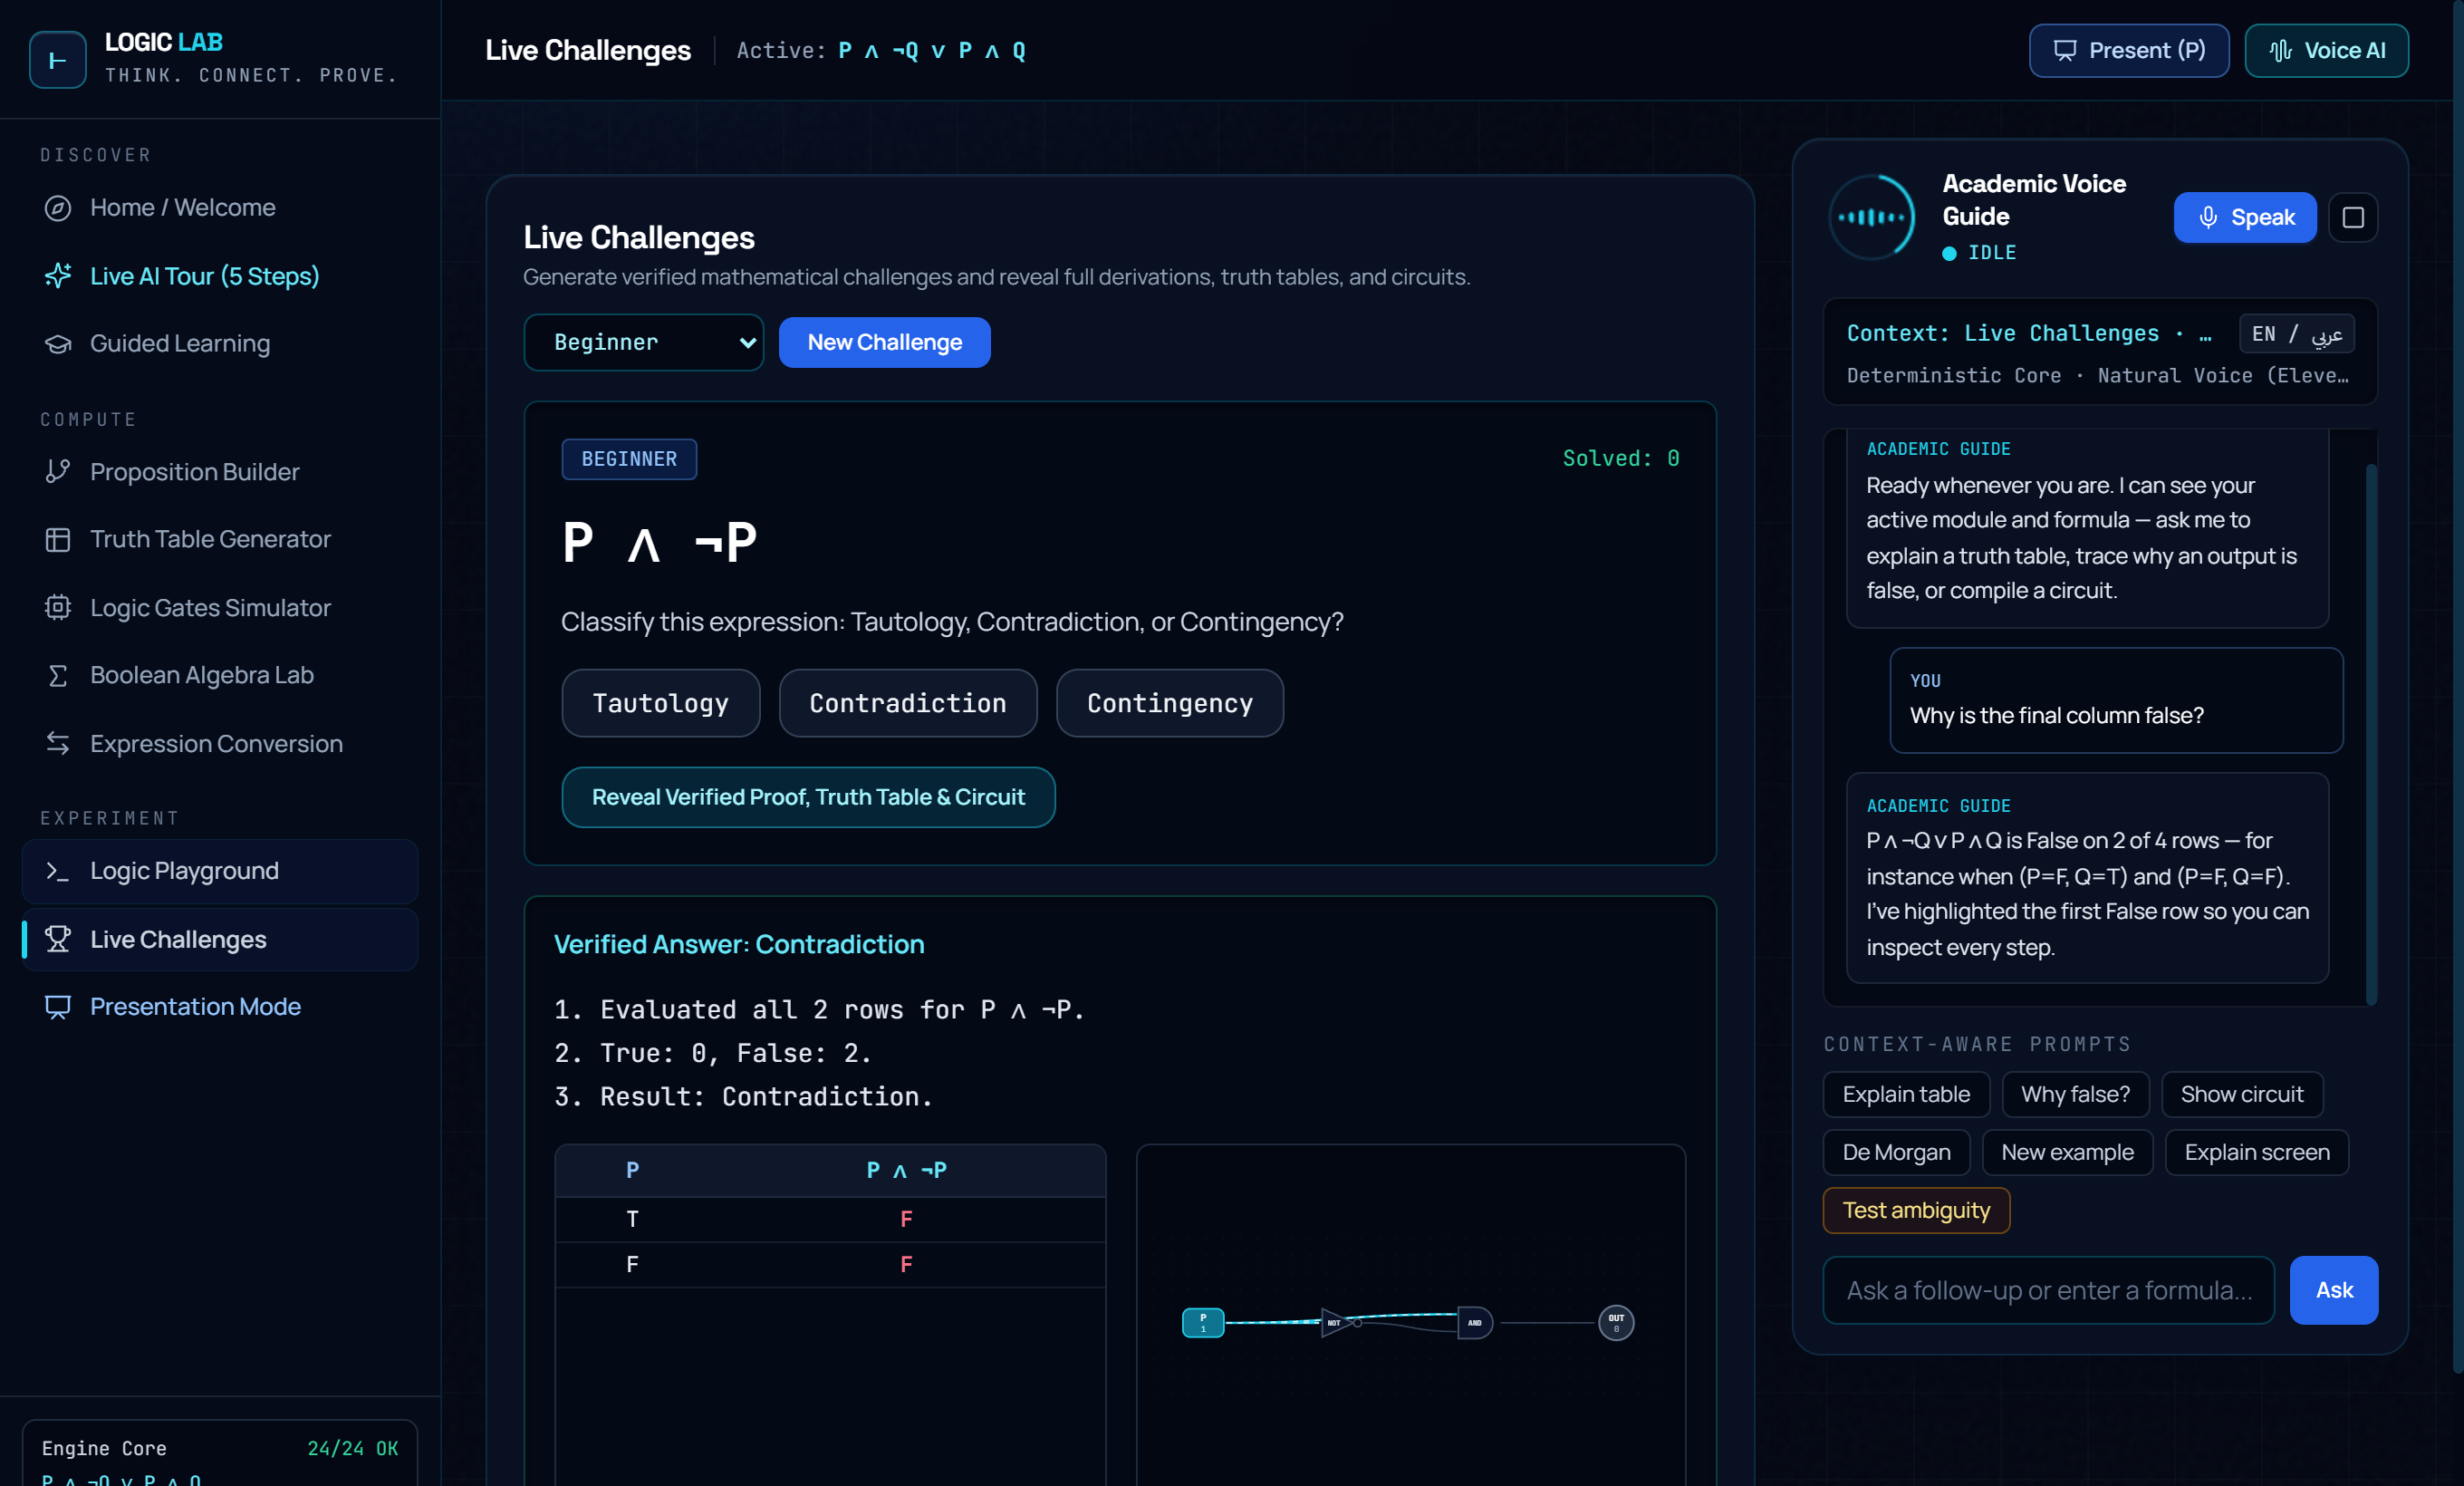 LOGIC LAB
THINK. CONNECT. PROVE.
DISCOVER
Home / Welcome
Live AI Tour (5 Steps)
Guided Learning
COMPUTE
Proposition Builder
Truth Table Generator
Logic Gates Simulator
Boolean Algebra Lab
Expression Conversion
EXPERIMENT
Logic Playground
Live Challenges
Presentation Mode
Engine Core 24/24 OK
P ∧ ¬Q ∨ P ∧ Q
Live Challenges Active: P ∧ ¬Q ∨ P ∧ Q
Present (P) Voice AI
Live Challenges
Generate verified mathematical challenges and reveal full derivations, truth tables, and circuits.
Beginner New Challenge
BEGINNER Solved: 0
P ∧ ¬P
Classify this expression: Tautology, Contradiction, or Contingency?
Tautology Contradiction Contingency
Reveal Verified Proof, Truth Table & Circuit
Verified Answer: Contradiction
1. Evaluated all 2 rows for P ∧ ¬P.
2. True: 0, False: 2.
3. Result: Contradiction.
P P ∧ ¬P
T F
F F
P
1
NOT
AND
OUT
0
Academic Voice
Guide
IDLE
Speak
Context: Live Challenges · …
EN / عربي
Deterministic Core · Natural Voice (Eleve…
ACADEMIC GUIDE
Ready whenever you are. I can see your
active module and formula — ask me to
explain a truth table, trace why an output is
false, or compile a circuit.
YOU
Why is the final column false?
ACADEMIC GUIDE
P ∧ ¬Q ∨ P ∧ Q is False on 2 of 4 rows — for
instance when (P=F, Q=T) and (P=F, Q=F).
I've highlighted the first False row so you can
inspect every step.
CONTEXT-AWARE PROMPTS
Explain table Why false? Show circuit
De Morgan New example Explain screen
Test ambiguity
Ask a follow-up or enter a formula... Ask